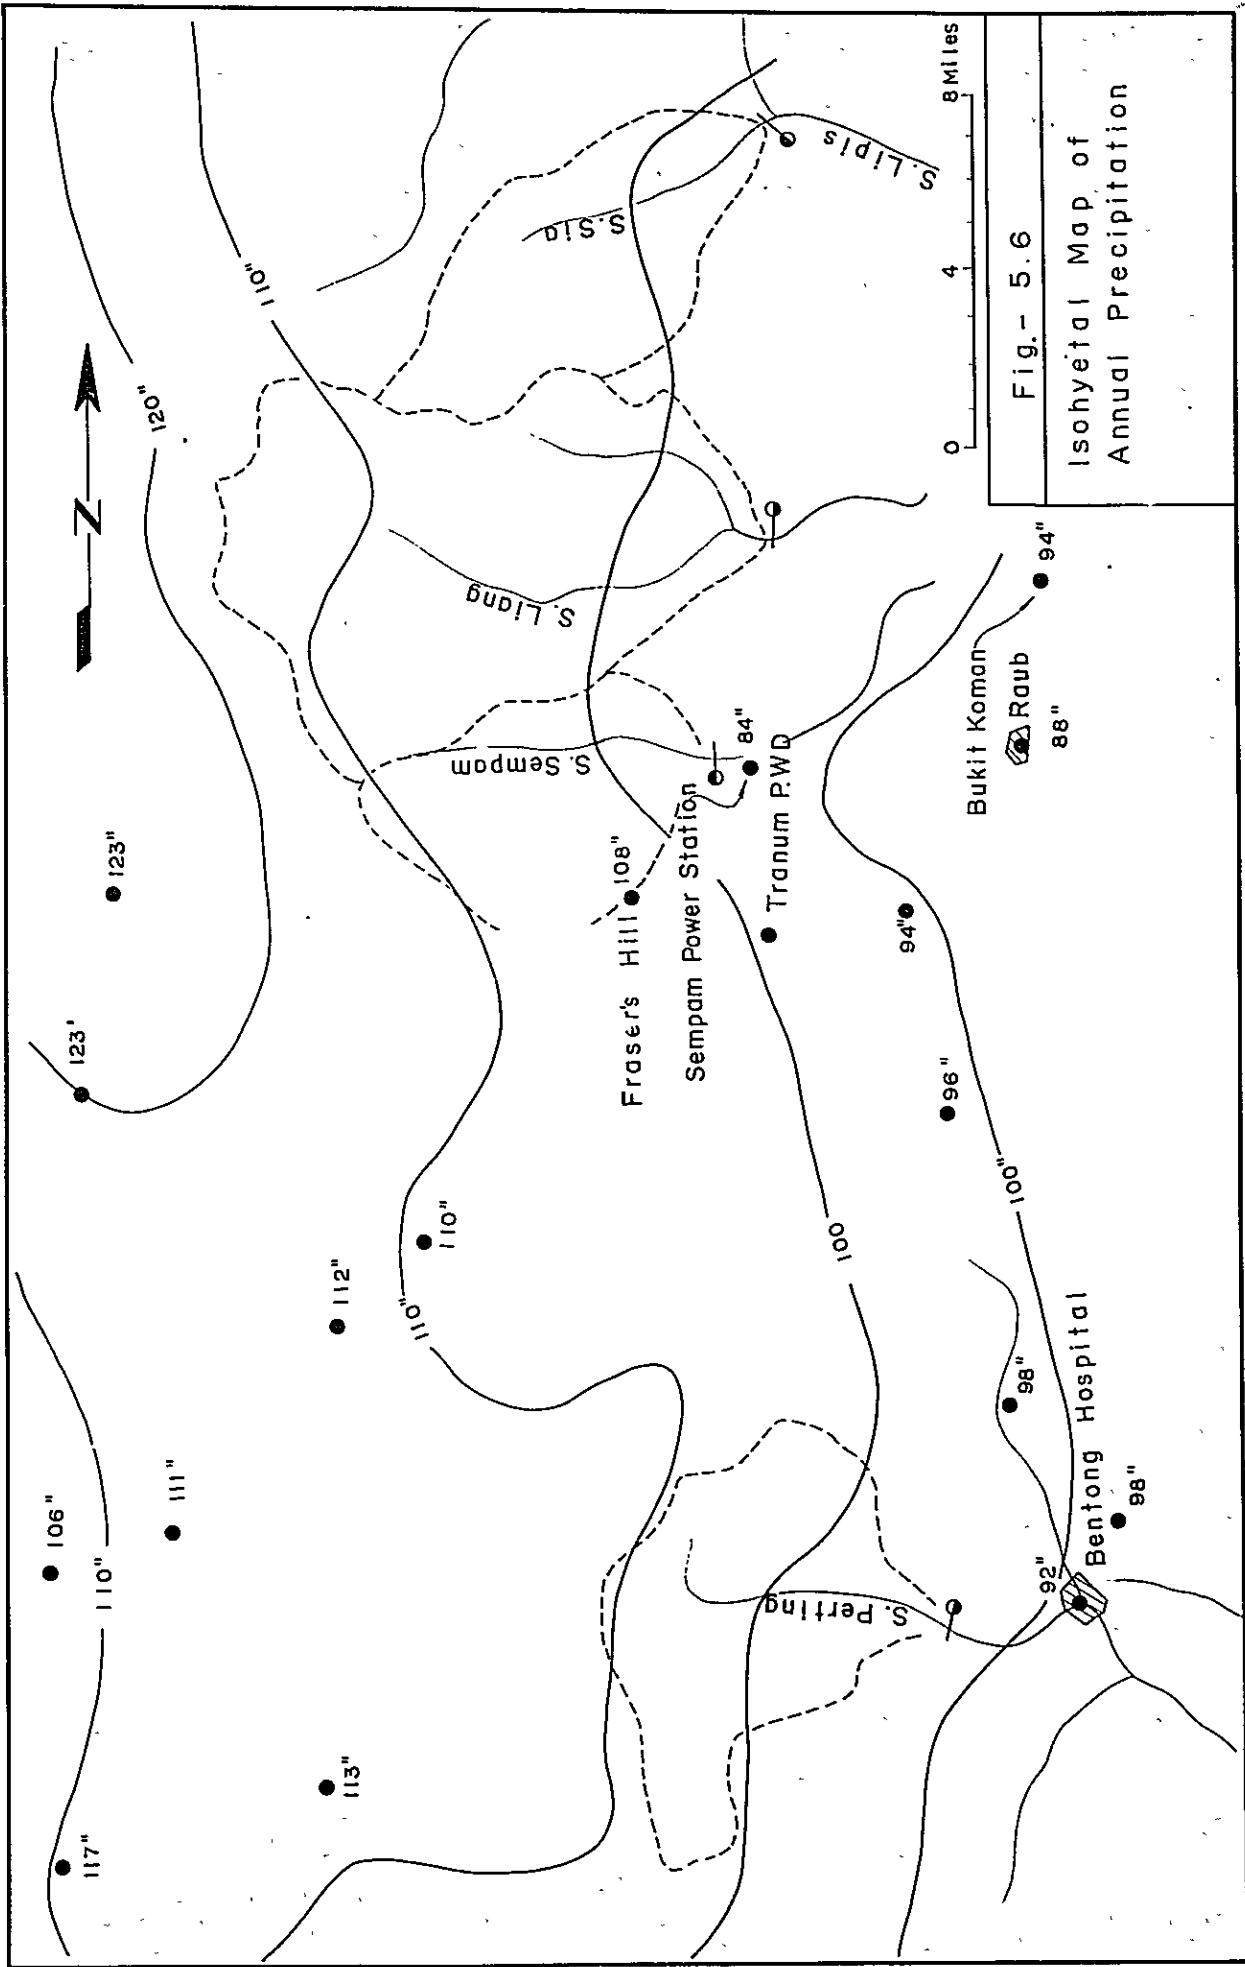 120"
110"
N
S. Sia
S. Lipis
S. Liang
S. Sempam
0 4 8 Miles
Fig.- 5.6
Isohyetal Map of
Annual Precipitation
123"
123'
Fraser's Hill 108"
Sempam Power Station
84"
Tranum P.W.D
94"
Bukit Koman
Raub
88"
94"
96"
100"
100
110"
112"
110"
98"
98"
Bentong Hospital
92"
S. Perting
106"
111"
110"
113"
117"